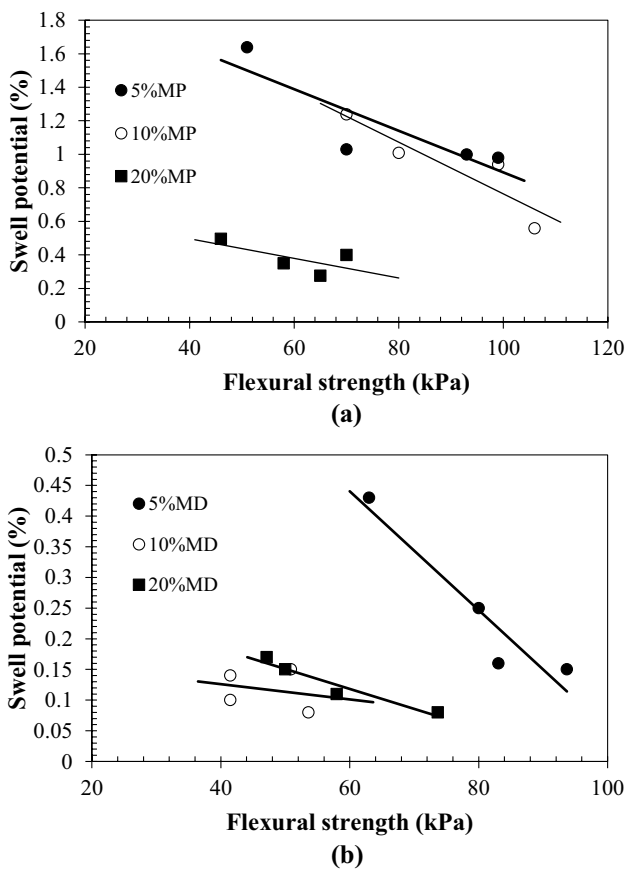 1.8
1.6
1.4
1.2
1
0.8
0.6
0.4
0.2
0
Swell potential (%)
5%MP
10%MP
20%MP
20 40 60 80 100 120
Flexural strength (kPa)
(a)
0.5
0.45
0.4
0.35
0.3
0.25
0.2
0.15
0.1
0.05
0
Swell potential (%)
5%MD
10%MD
20%MD
20 40 60 80 100
Flexural strength (kPa)
(b)